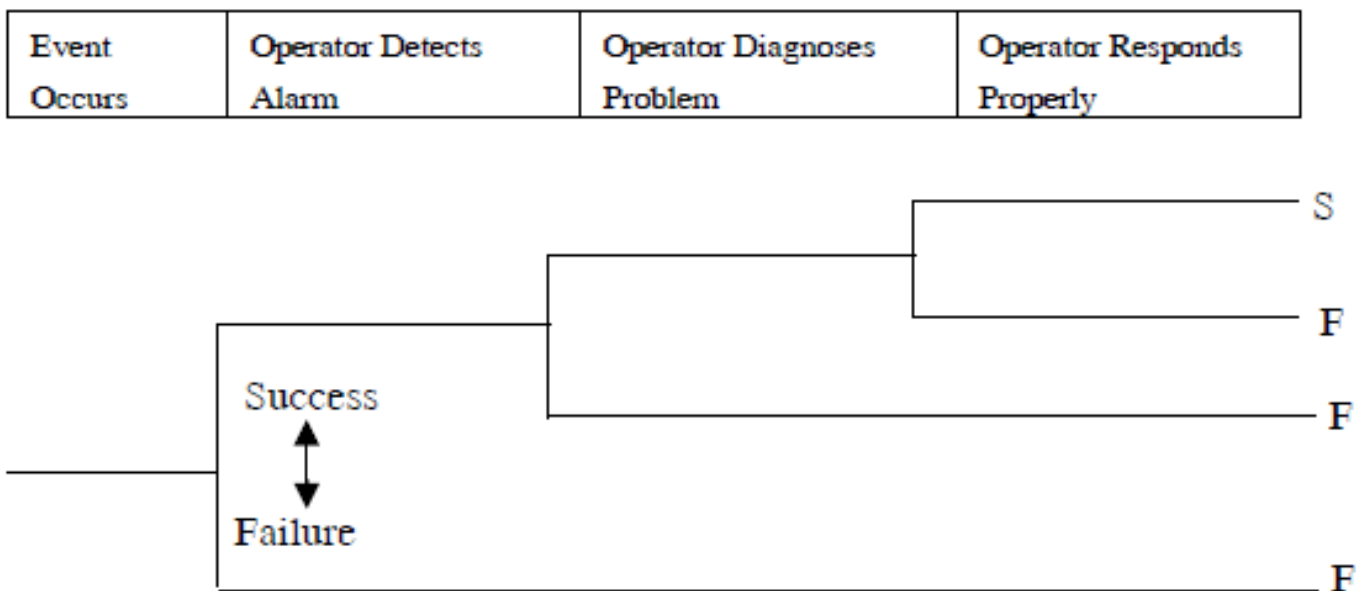 Event Occurs
Operator Detects Alarm
Operator Diagnoses Problem
Operator Responds Properly
S
F
Success
F
Failure
F